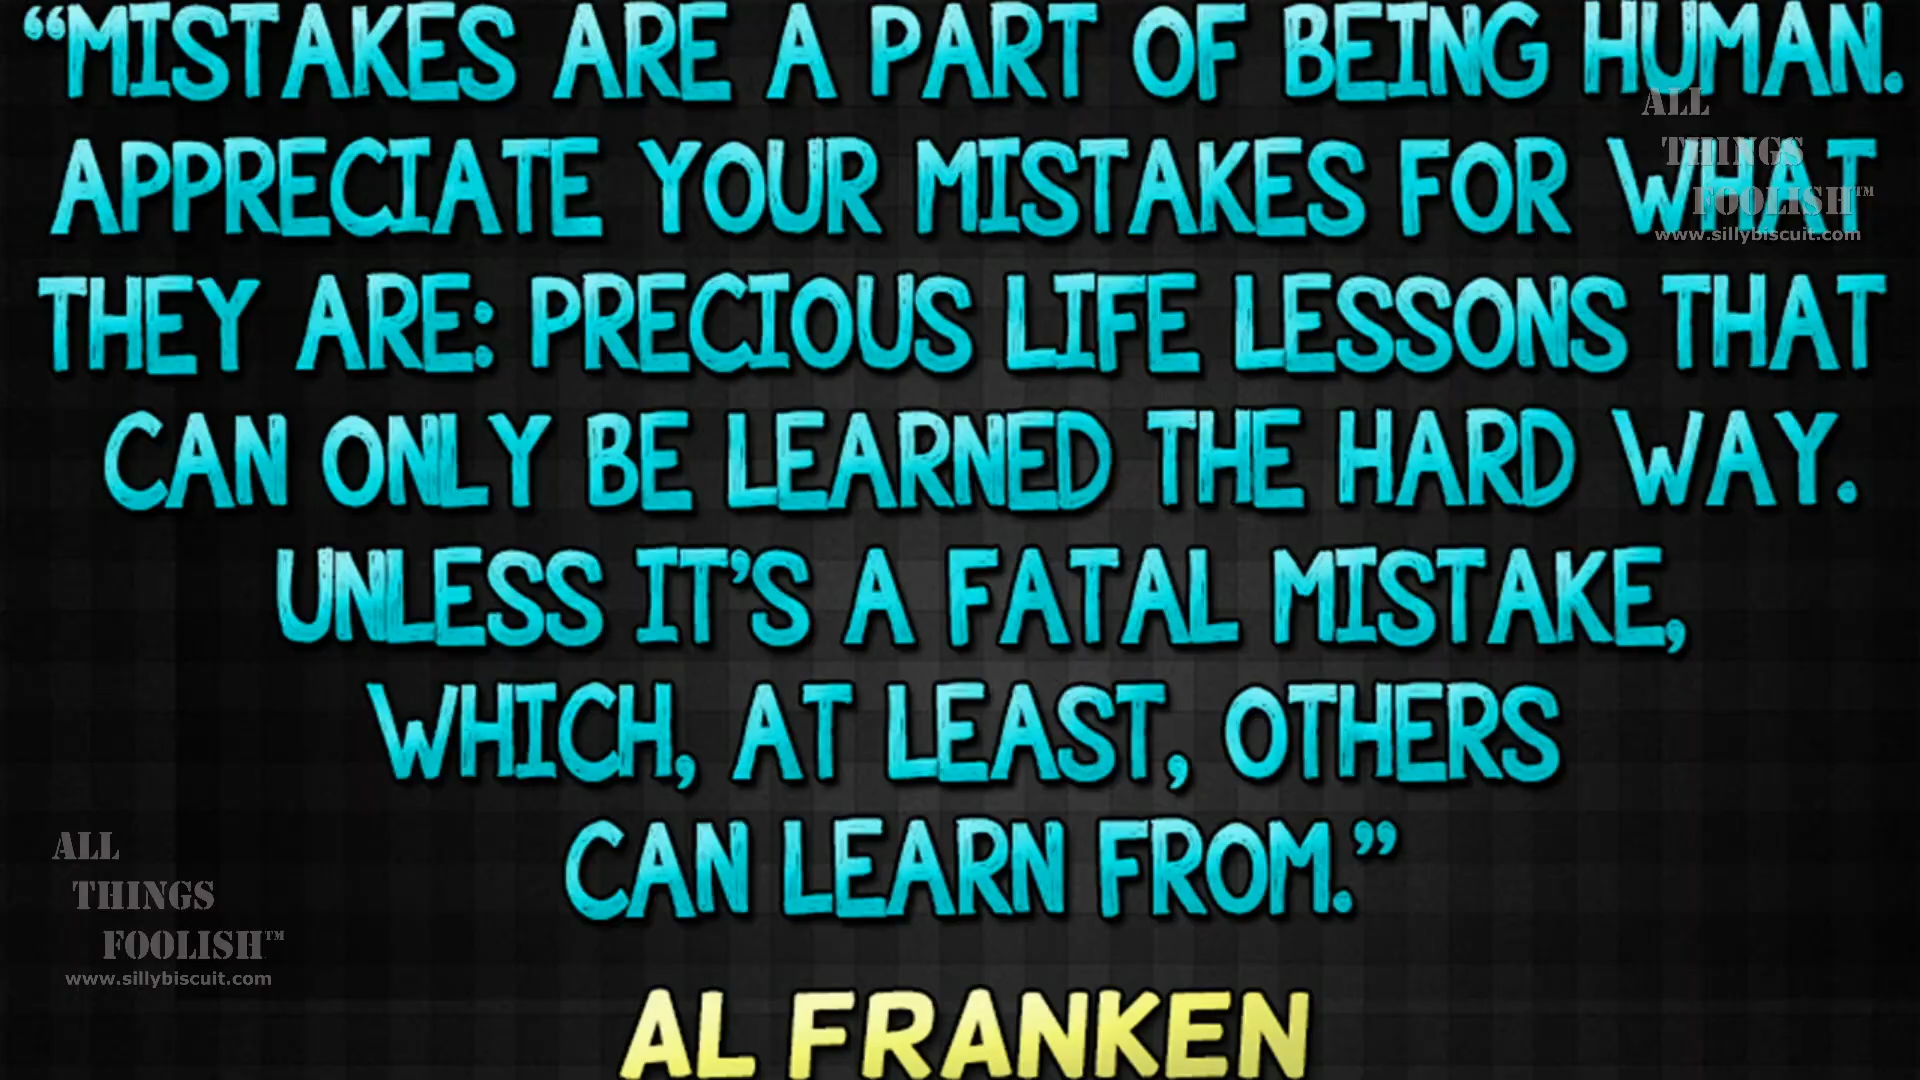 “MISTAKES ARE A PART OF BEING HUMAN.
APPRECIATE YOUR MISTAKES FOR WHAT
THEY ARE: PRECIOUS LIFE LESSONS THAT
CAN ONLY BE LEARNED THE HARD WAY.
UNLESS IT’S A FATAL MISTAKE,
WHICH, AT LEAST, OTHERS
CAN LEARN FROM.”
AL FRANKEN
ALL
THINGS
FOOLISH™
www.sillybiscuit.com
ALL
THINGS
FOOLISH™
www.sillybiscuit.com